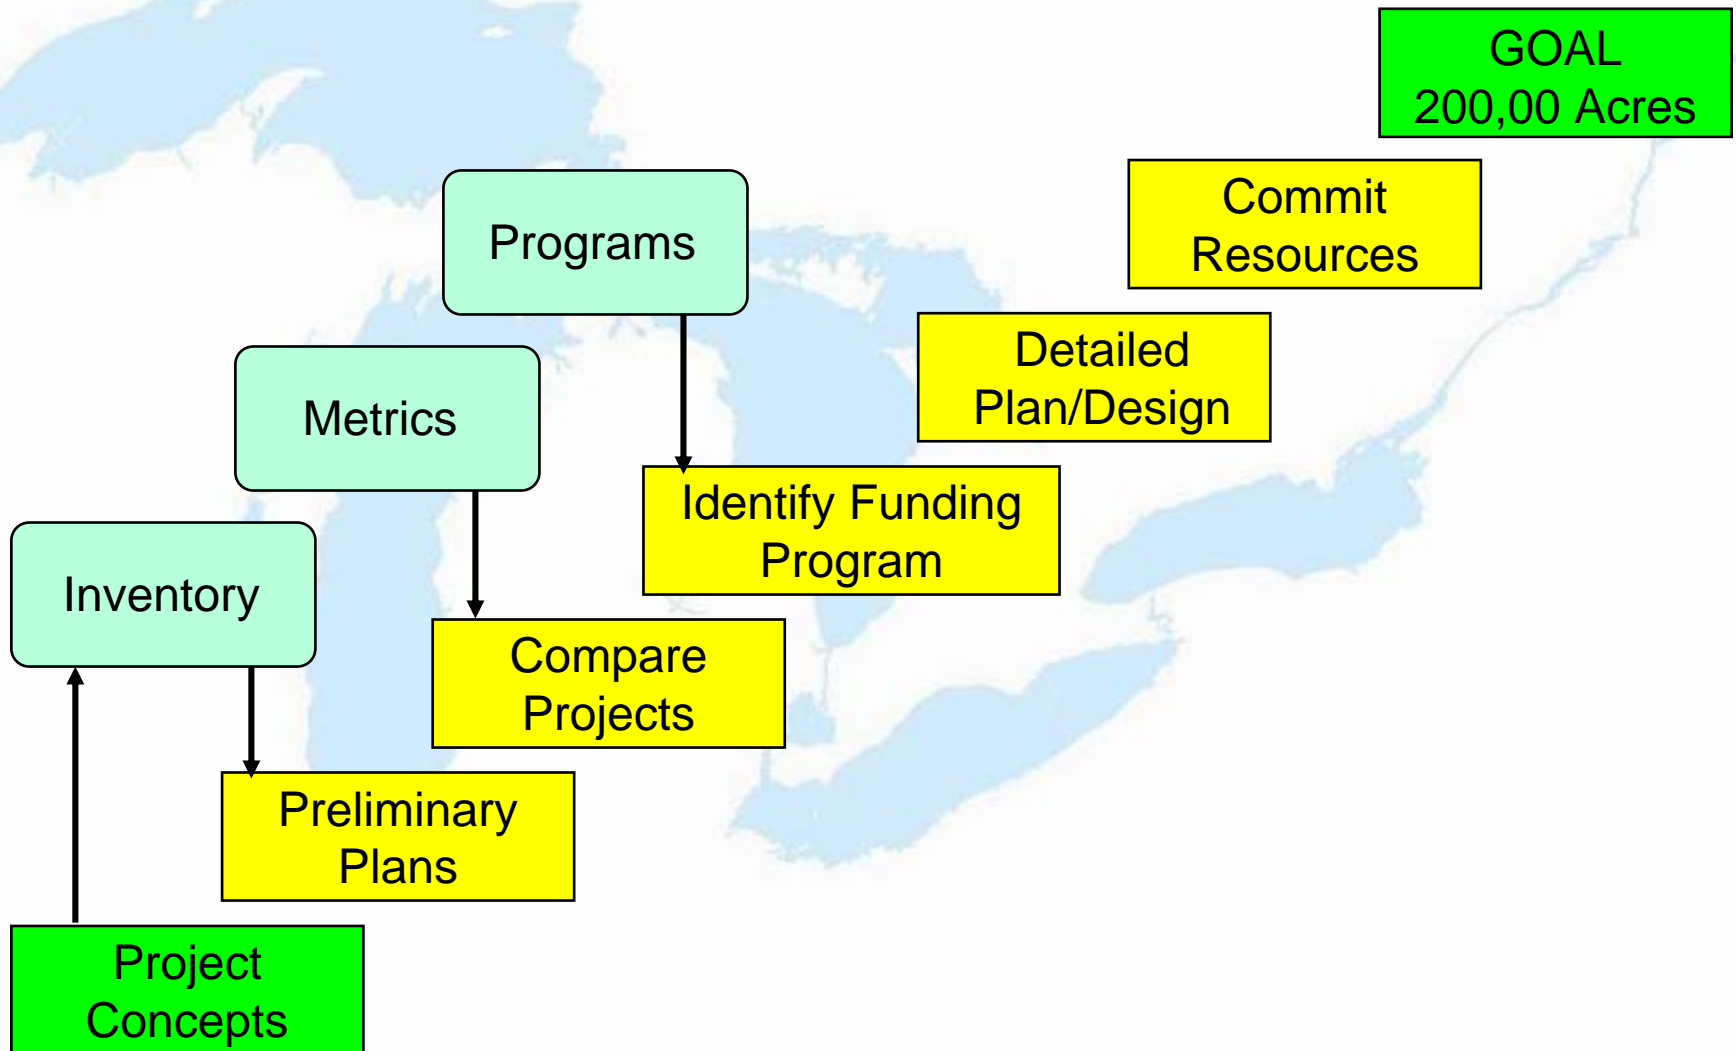 GOAL
200,00 Acres
Commit
Resources
Programs
Detailed
Plan/Design
Metrics
Identify Funding
Program
Inventory
Compare
Projects
Preliminary
Plans
Project
Concepts